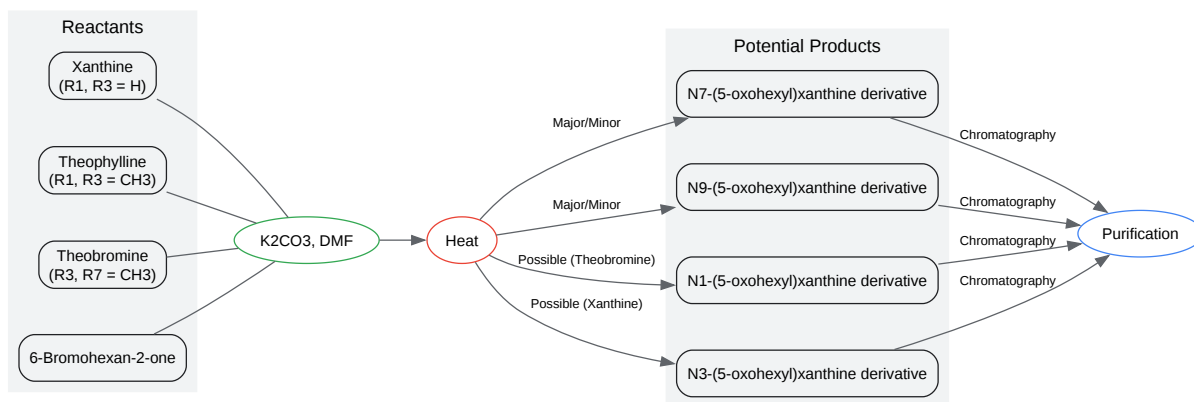 Reactants
Xanthine
(R1, R3 = H)
Theophylline
(R1, R3 = CH3)
Theobromine
(R3, R7 = CH3)
6-Bromohexan-2-one
K2CO3, DMF
Heat
Major/Minor
Major/Minor
Possible (Theobromine)
Possible (Xanthine)
Potential Products
N7-(5-oxohexyl)xanthine derivative
N9-(5-oxohexyl)xanthine derivative
N1-(5-oxohexyl)xanthine derivative
N3-(5-oxohexyl)xanthine derivative
Chromatography
Chromatography
Chromatography
Chromatography
Purification